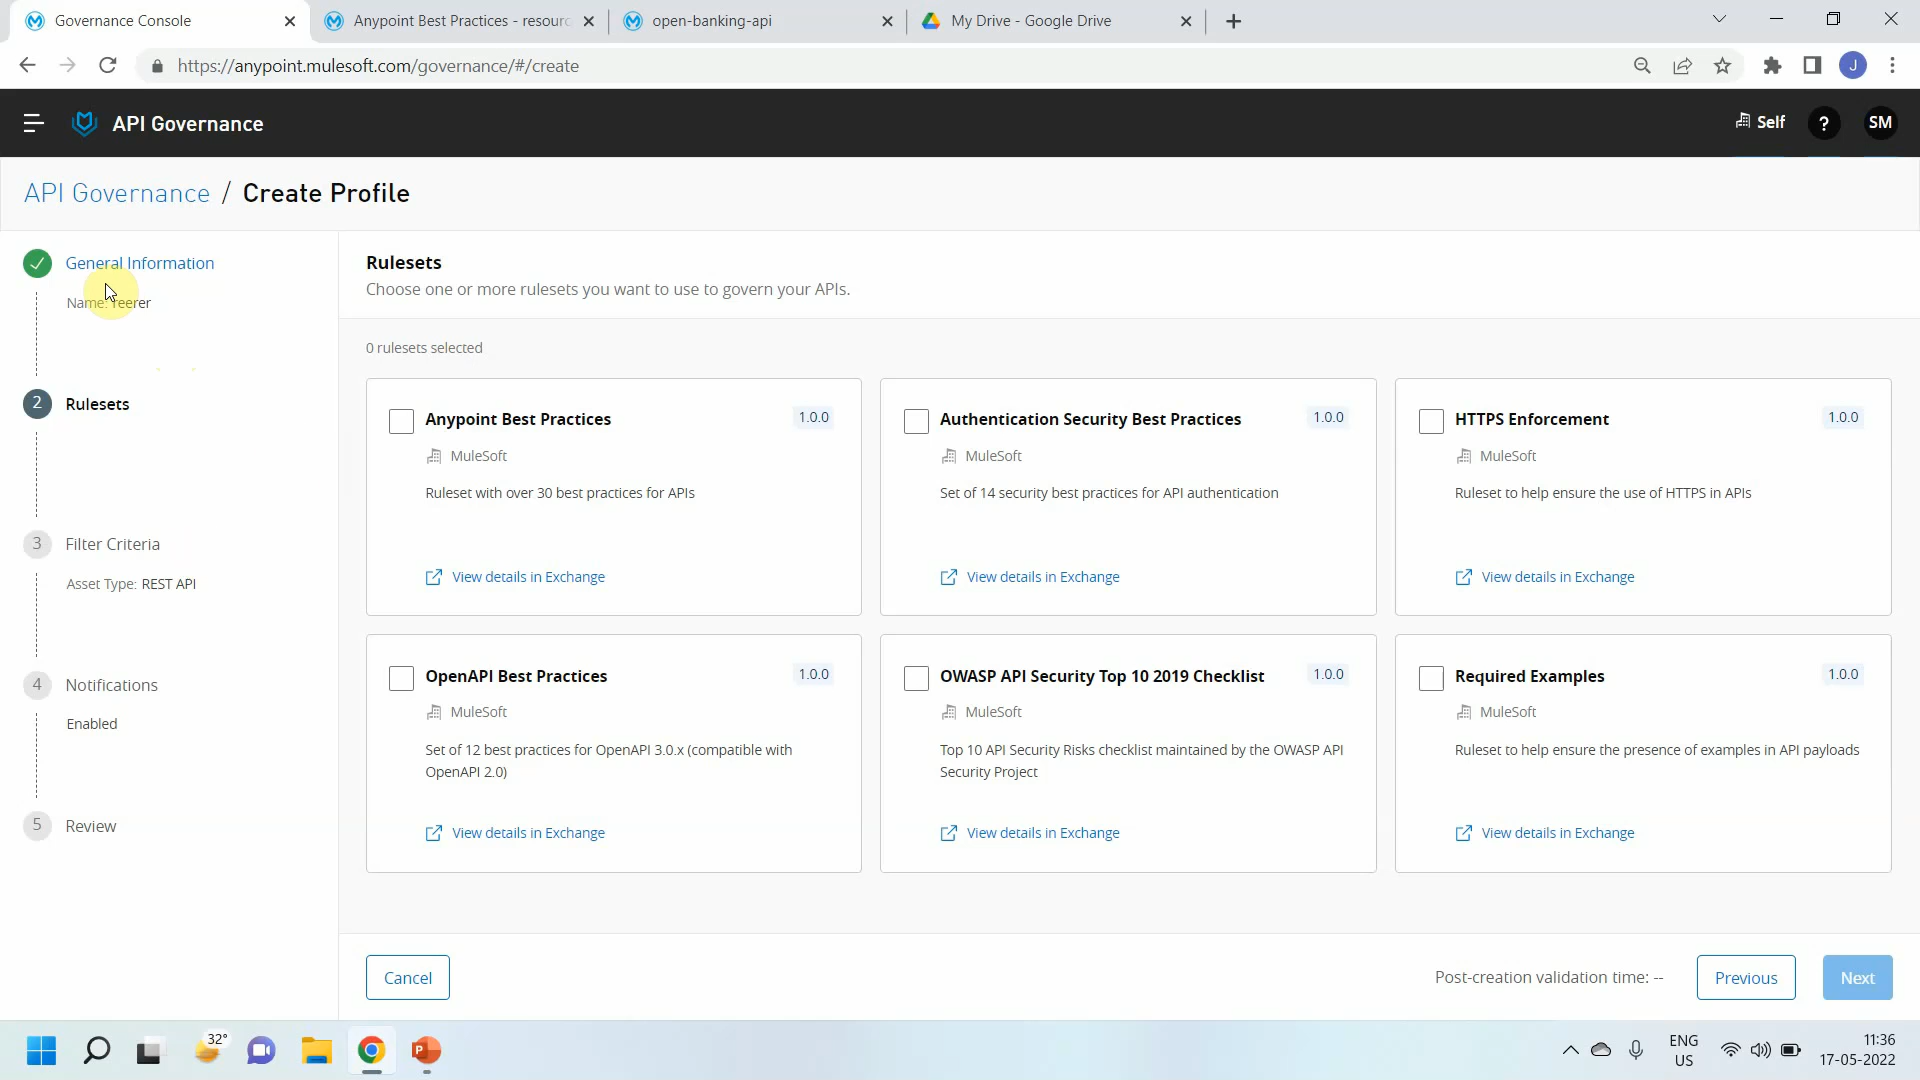 Governance Console
Anypoint Best Practices - resourc
open-banking-api
My Drive - Google Drive
https://anypoint.mulesoft.com/governance/#/create
J
API Governance
Self
?
SM
API Governance / Create Profile
General Information
Name: reerer
2
Rulesets
3
Filter Criteria
Asset Type: REST API
4
Notifications
Enabled
5
Review
Rulesets
Choose one or more rulesets you want to use to govern your APIs.
0 rulesets selected
Anypoint Best Practices
1.0.0
MuleSoft
Ruleset with over 30 best practices for APIs
View details in Exchange
Authentication Security Best Practices
1.0.0
MuleSoft
Set of 14 security best practices for API authentication
View details in Exchange
HTTPS Enforcement
1.0.0
MuleSoft
Ruleset to help ensure the use of HTTPS in APIs
View details in Exchange
OpenAPI Best Practices
1.0.0
MuleSoft
Set of 12 best practices for OpenAPI 3.0.x (compatible with
OpenAPI 2.0)
View details in Exchange
OWASP API Security Top 10 2019 Checklist
1.0.0
MuleSoft
Top 10 API Security Risks checklist maintained by the OWASP API
Security Project
View details in Exchange
Required Examples
1.0.0
MuleSoft
Ruleset to help ensure the presence of examples in API payloads
View details in Exchange
Cancel
Post-creation validation time: --
Previous
Next
32°
ENG
US
11:36
17-05-2022